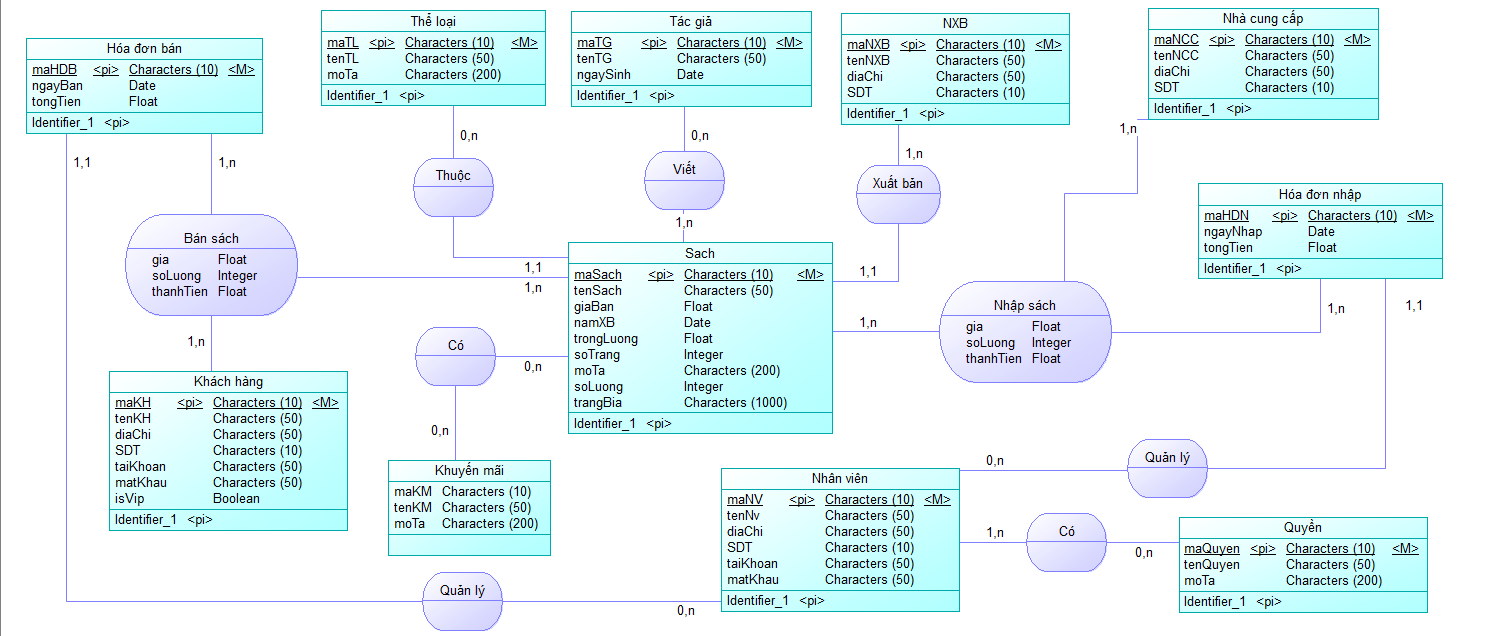 Hóa đơn bán
maHDB <pi> Characters (10) <M>
ngayBan Date
tongTien Float
Identifier_1 <pi>
Thể loại
maTL <pi> Characters (10) <M>
tenTL Characters (50)
moTa Characters (200)
Identifier_1 <pi>
Tác giả
maTG <pi> Characters (10) <M>
tenTG Characters (50)
ngaySinh Date
Identifier_1 <pi>
NXB
maNXB <pi> Characters (10) <M>
tenNXB Characters (50)
diaChi Characters (50)
SDT Characters (10)
Identifier_1 <pi>
Nhà cung cấp
maNCC <pi> Characters (10) <M>
tenNCC Characters (50)
diaChi Characters (50)
SDT Characters (10)
Identifier_1 <pi>
1,1
1,n
0,n
0,n
1,n
1,n
Thuộc
Viết
Xuất bản
1,n
1,1
1,n
1,1
Bán sách
gia Float
soLuong Integer
thanhTien Float
1,n
Sach
maSach <pi> Characters (10) <M>
tenSach Characters (50)
giaBan Float
namXB Date
trongLuong Float
soTrang Integer
moTa Characters (200)
soLuong Integer
trangBia Characters (1000)
Identifier_1 <pi>
Hóa đơn nhập
maHDN <pi> Characters (10) <M>
ngayNhap Date
tongTien Float
Identifier_1 <pi>
1,n
Nhập sách
gia Float
soLuong Integer
thanhTien Float
1,n
1,1
Khách hàng
maKH <pi> Characters (10) <M>
tenKH Characters (50)
diaChi Characters (50)
SDT Characters (10)
taiKhoan Characters (50)
matKhau Characters (50)
isVip Boolean
Identifier_1 <pi>
Có
0,n
0,n
Khuyến mãi
maKM Characters (10)
tenKM Characters (50)
moTa Characters (200)
Nhân viên
maNV <pi> Characters (10) <M>
tenNv Characters (50)
diaChi Characters (50)
SDT Characters (10)
taiKhoan Characters (50)
matKhau Characters (50)
Identifier_1 <pi>
0,n
Quản lý
1,n
Có
0,n
Quyền
maQuyen <pi> Characters (10) <M>
tenQuyen Characters (50)
moTa Characters (200)
Identifier_1 <pi>
Quản lý
0,n